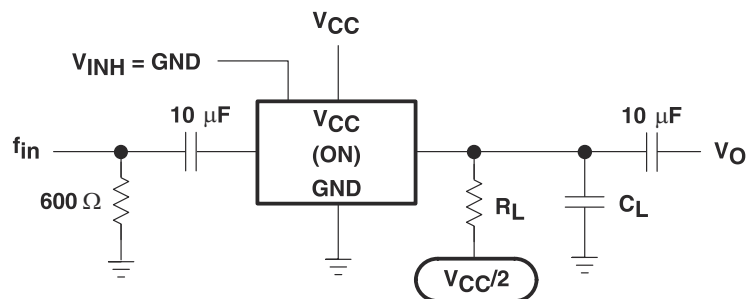 VCC
VINH = GND
10 μF
VCC
(ON)
GND
10 μF
fin
VO
600 Ω
RL
CL
VCC/2